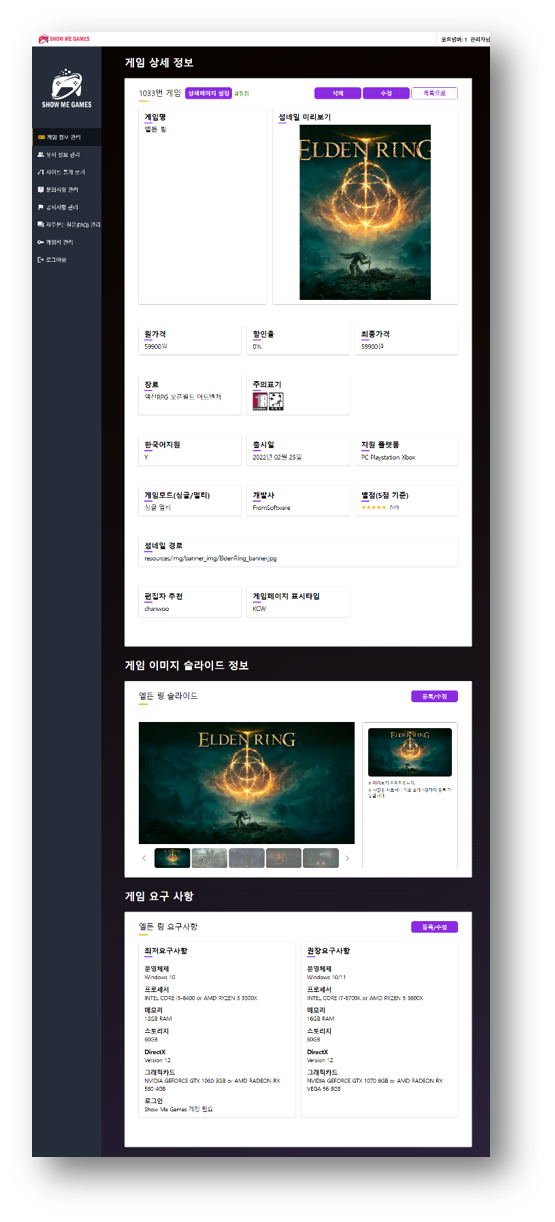 SHOW ME GAMES
포트넘버: 1 관리자님
SHOW ME GAMES
게임 정보 관리
상시 정보 관리
사이트 통계 보기
문의사항 관리
공지사항 관리
자주묻는 질문(FAQ) 관리
게임키 관리
로그아웃
게임 상세 정보
1033번 게임 상세페이지 설정 설정됨
삭제 수정 목록으로
게임명
엘든 링
섬네일 미리보기
ELDEN RING
원가격
59900원
할인율
0%
최종가격
59900원
장르
액션RPG 오픈월드 어드벤처
주의표기
한국어지원
Y
출시일
2022년 02월 25일
지원 플랫폼
PC Playstation Xbox
게임모드(싱글/멀티)
싱글 멀티
개발사
FromSoftware
별점(5점 기준)
섬네일 경로
resources/img/banner_img/EldenRing_banner.jpg
편집자 추천
chanwoo
게임페이지 표시타입
KCW
게임 이미지 슬라이드 정보
엘든 링 슬라이드
등록/수정
ELDEN RING
ELDEN RING
게임 요구 사항
엘든 링 요구사항
등록/수정
최저요구사항
운영체제
Windows 10
프로세서
INTEL CORE I5-8400 or AMD RYZEN 3 3300X
메모리
12GB RAM
스토리지
60GB
DirectX
Version 12
그래픽카드
NVIDIA GEFORCE GTX 1060 3GB or AMD RADEON RX
580 4GB
로그인
Show Me Games 계정 필요
권장요구사항
운영체제
Windows 10/11
프로세서
INTEL CORE I7-8700K or AMD RYZEN 5 3600X
메모리
16GB RAM
스토리지
60GB
DirectX
Version 12
그래픽카드
NVIDIA GEFORCE GTX 1070 8GB or AMD RADEON RX
VEGA 56 8GB